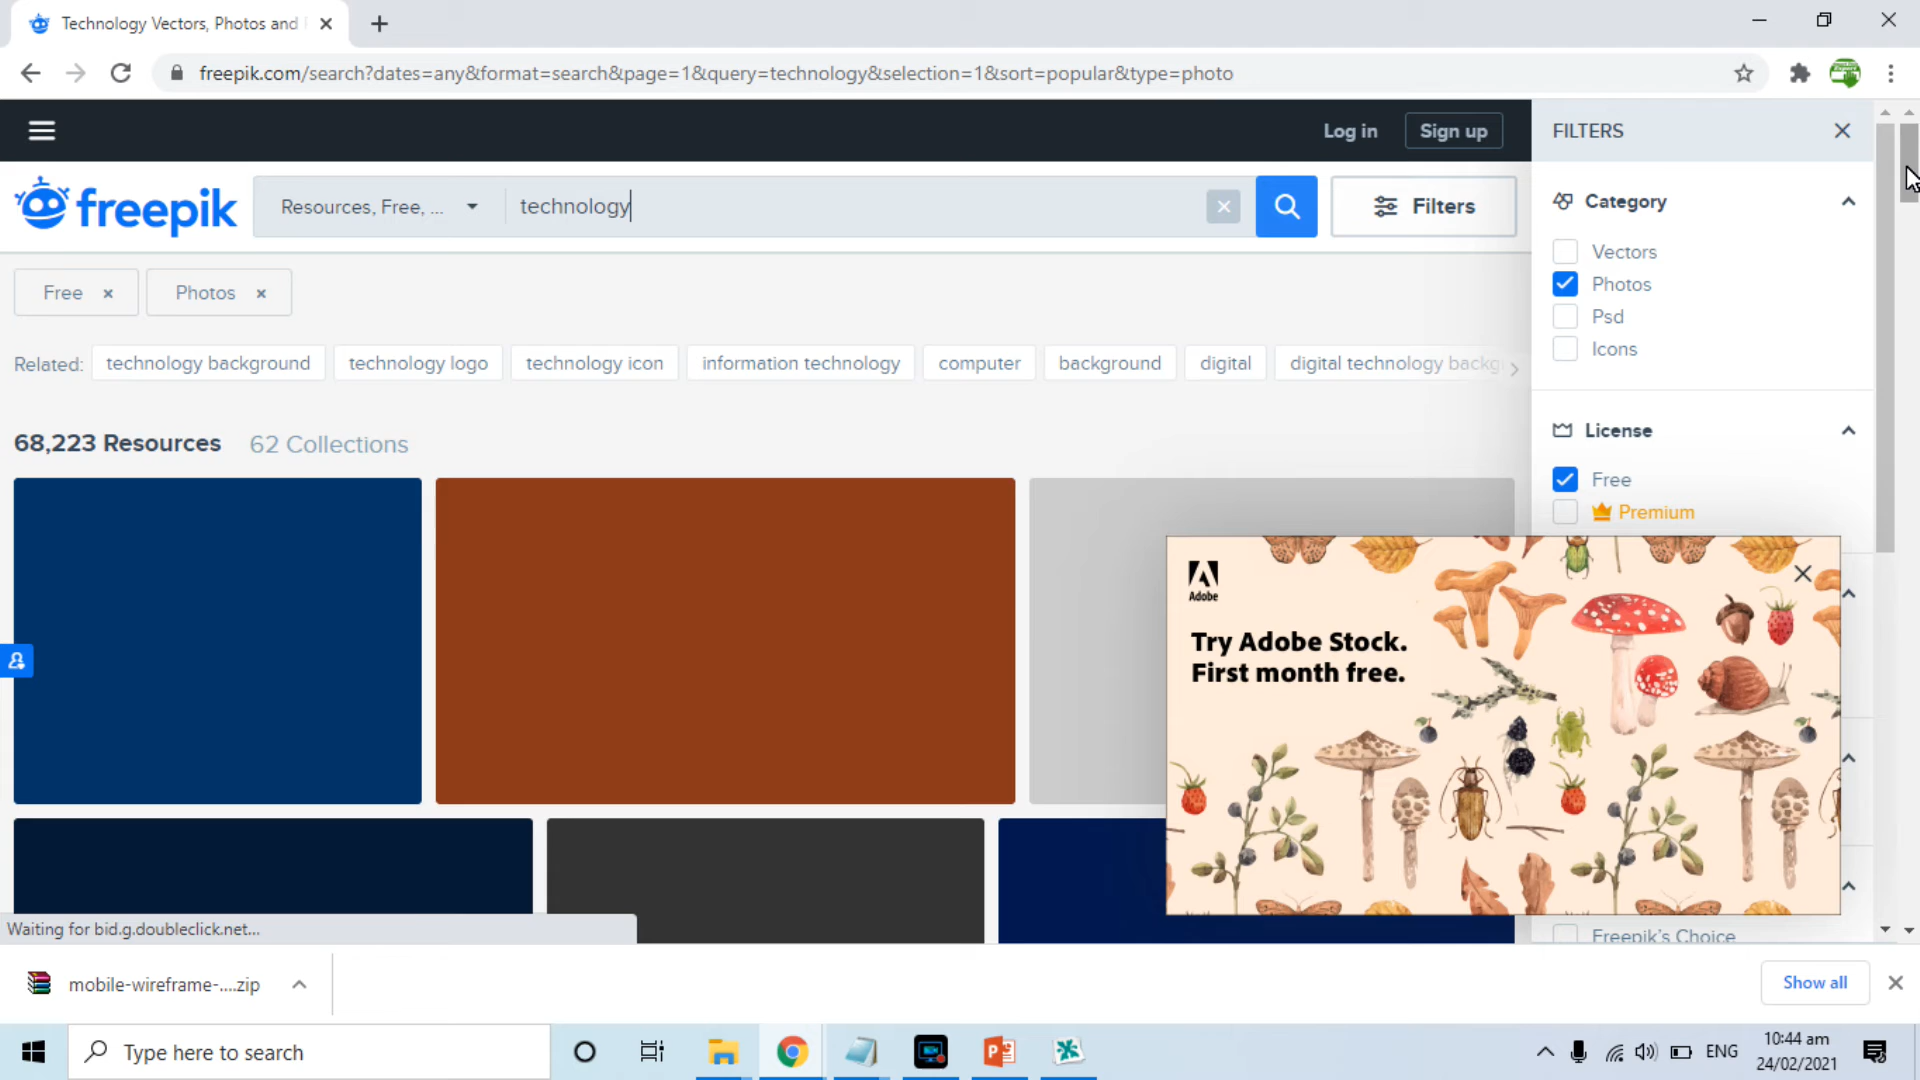 Technology Vectors, Photos and
freepik.com/search?dates=any&format=search&page=1&query=technology&selection=1&sort=popular&type=photo
Log in
Sign up
FILTERS
freepik
Resources, Free, ...
technology
Filters
Category
Vectors
Photos
Psd
Icons
Free
Photos
Related:
technology background
technology logo
technology icon
information technology
computer
background
digital
digital technology backg
License
68,223 Resources
62 Collections
Free
Premium
Adobe
Try Adobe Stock.
First month free.
Freepik's Choice
Waiting for bid.g.doubleclick.net...
mobile-wireframe-....zip
Show all
Type here to search
ENG
10:44 am
24/02/2021